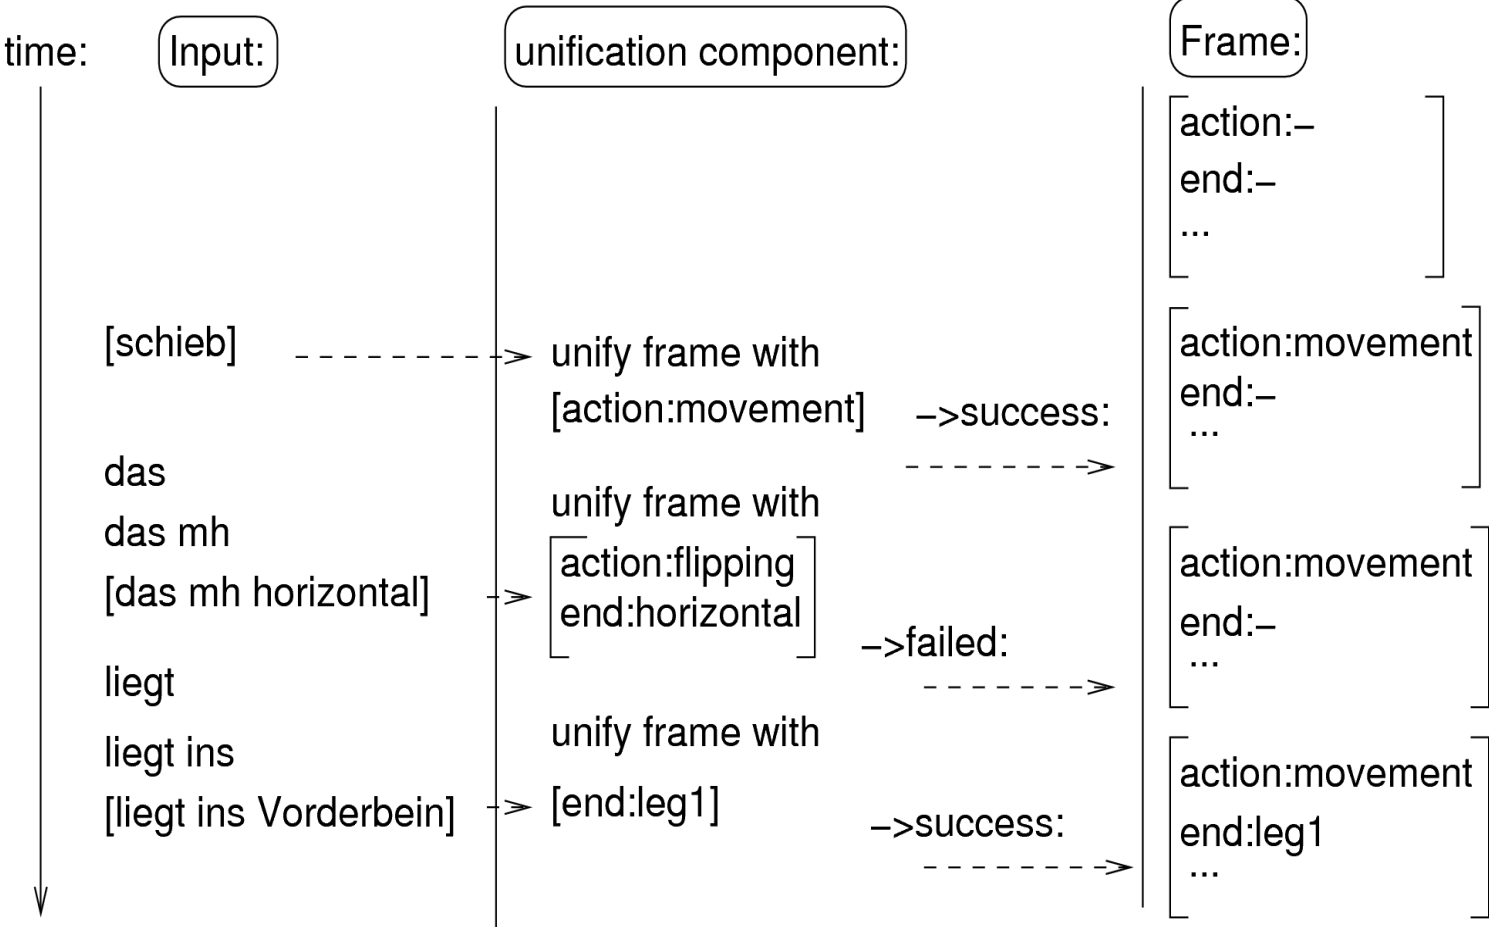 time:
Input:
unification component:
Frame:
action:–
end:–
...
[schieb]
unify frame with
[action:movement]
–>success:
action:movement
end:–
...
das
das mh
[das mh horizontal]
unify frame with
action:flipping
end:horizontal
–>failed:
action:movement
end:–
...
liegt
liegt ins
[liegt ins Vorderbein]
unify frame with
[end:leg1]
–>success:
action:movement
end:leg1
...